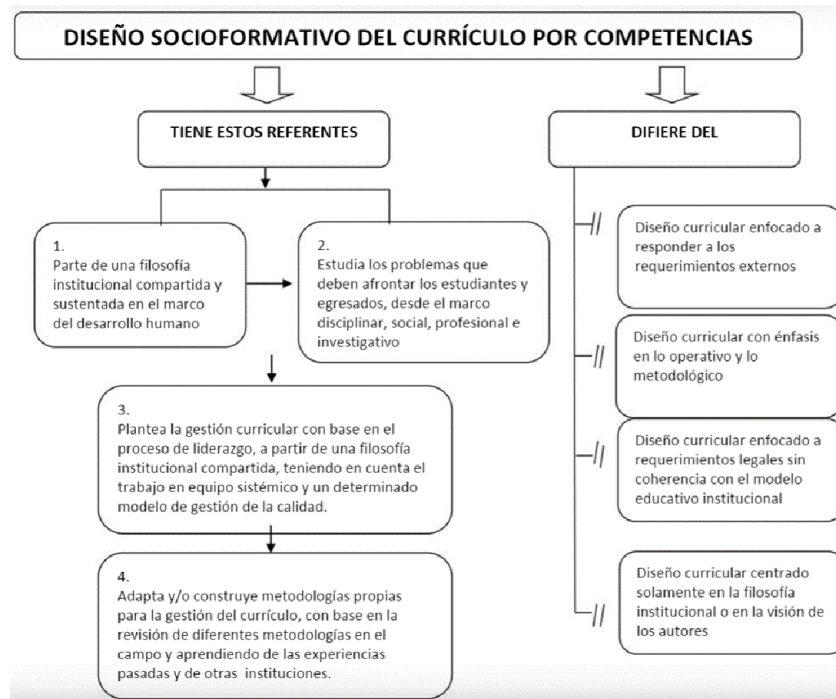 DISEÑO SOCIOFORMATIVO DEL CURRÍCULO POR COMPETENCIAS
TIENE ESTOS REFERENTES
1.
Parte de una filosofía
institucional compartida y
sustentada en el marco
del desarrollo humano
2.
Estudia los problemas que
deben afrontar los estudiantes y
egresados, desde el marco
disciplinar, social, profesional e
investigativo
3.
Plantea la gestión curricular con base en el
proceso de liderazgo, a partir de una filosofía
institucional compartida, teniendo en cuenta el
trabajo en equipo sistémico y un determinado
modelo de gestión de la calidad.
4.
Adapta y/o construye metodologías propias
para la gestión del currículo, con base en la
revisión de diferentes metodologías en el
campo y aprendiendo de las experiencias
pasadas y de otras instituciones.
DIFIERE DEL
Diseño curricular enfocado a
responder a los
requerimientos externos
Diseño curricular con énfasis
en lo operativo y lo
metodológico
Diseño curricular enfocado a
requerimientos legales sin
coherencia con el modelo
educativo institucional
Diseño curricular centrado
solamente en la filosofía
institucional o en la visión de
los autores